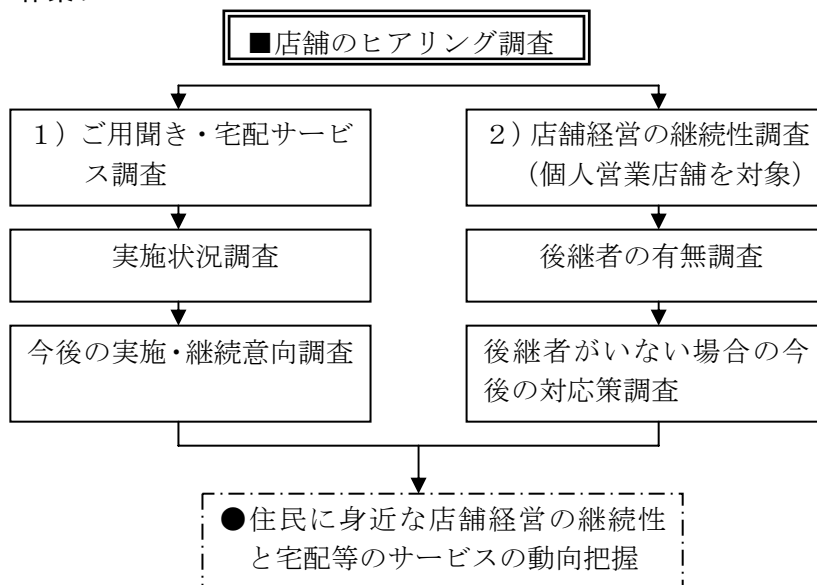 ■店舗のヒアリング調査
1)ご用聞き・宅配サービ
ス調査
2)店舗経営の継続性調査
(個人営業店舗を対象)
実施状況調査
後継者の有無調査
今後の実施・継続意向調査
後継者がいない場合の今
後の対応策調査
●住民に身近な店舗経営の継続性
と宅配等のサービスの動向把握